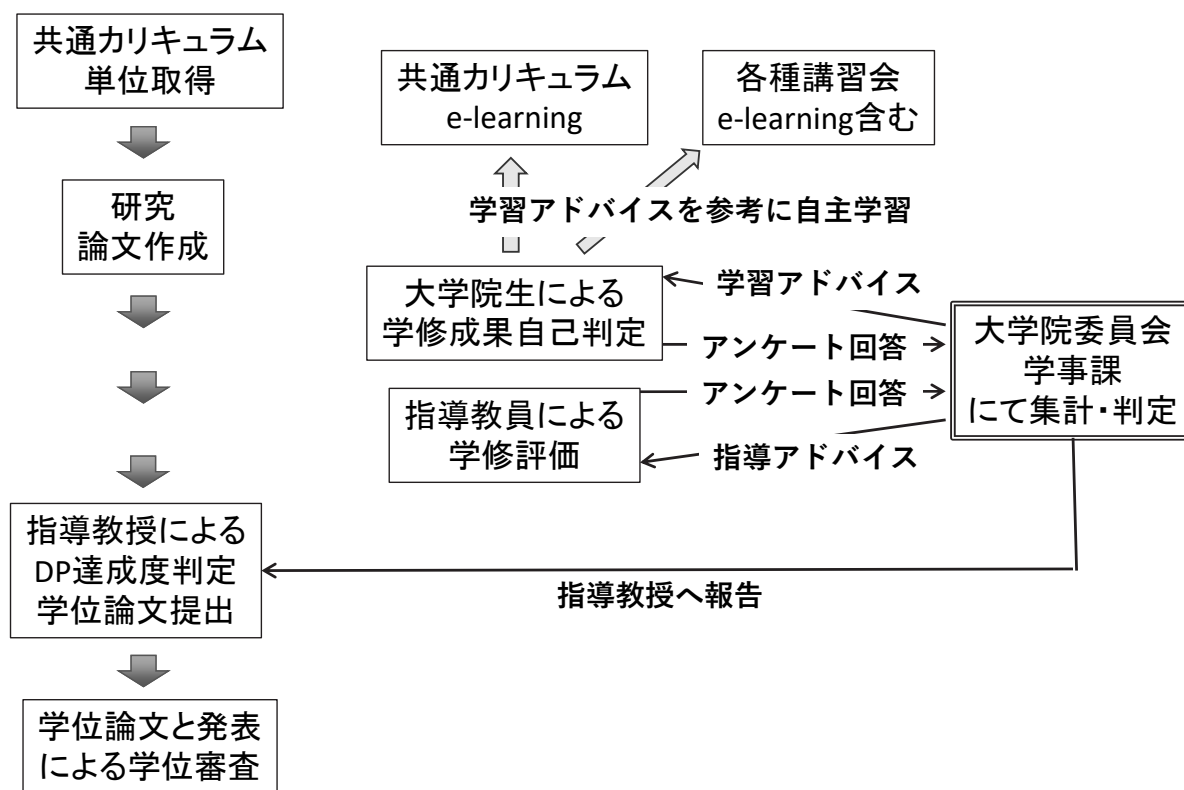 共通カリキュラム
単位取得
研究
論文作成
指導教授による
DP達成度判定
学位論文提出
学位論文と発表
による学位審査
共通カリキュラム
e-learning
各種講習会
e-learning含む
学習アドバイスを参考に自主学習
大学院生による
学修成果自己判定
学習アドバイス
アンケート回答
アンケート回答
指導教員による
学修評価
指導アドバイス
大学院委員会
学事課
にて集計・判定
指導教授へ報告